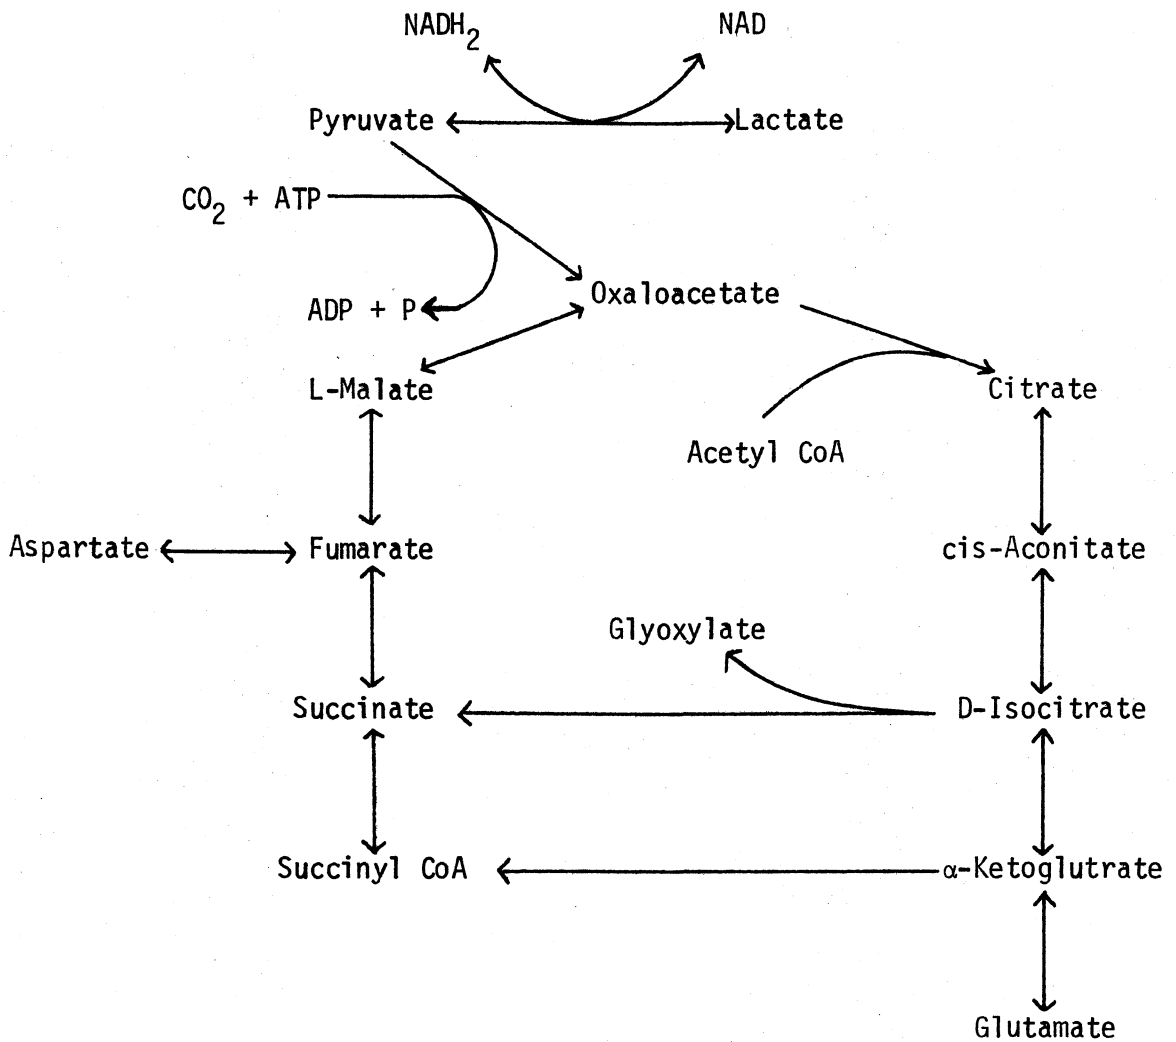 NADH2 NAD
Pyruvate Lactate
CO2 + ATP
Oxaloacetate
ADP + P
L-Malate Citrate
Acetyl CoA
Aspartate Fumarate cis-Aconitate
Glyoxylate
Succinate D-Isocitrate
Succinyl CoA α-Ketoglutrate
Glutamate